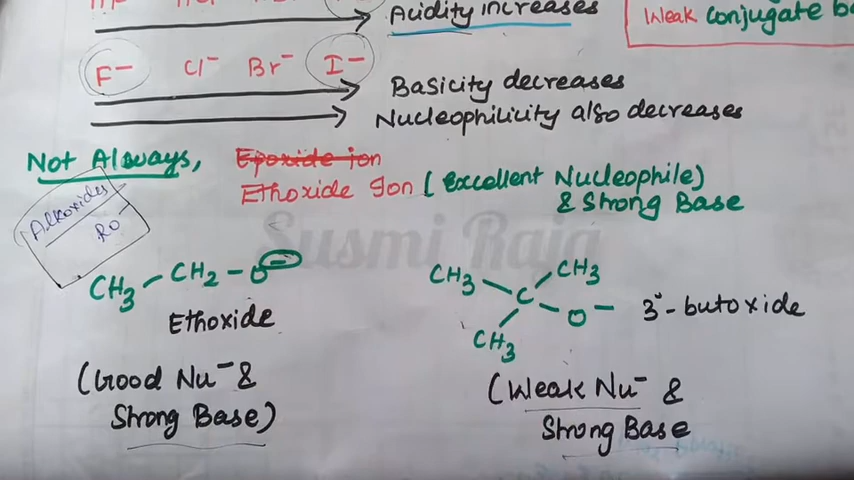 Acidity increases
Weak conjugate
F⁻ Cl⁻ Br⁻ I⁻
Basicity decreases
Nucleophilicity also decreases
Not Always, Epoxide ion
Ethoxide Ion (Excellent Nucleophile)
& Strong Base
Alkoxides
RO⁻
Susmi Raja
CH₃ - CH₂ - O⁻
Ethoxide
(Good Nu⁻ &
Strong Base)
CH₃ CH₃
C
O⁻ 3°-butoxide
CH₃
(Weak Nu⁻ &
Strong Base